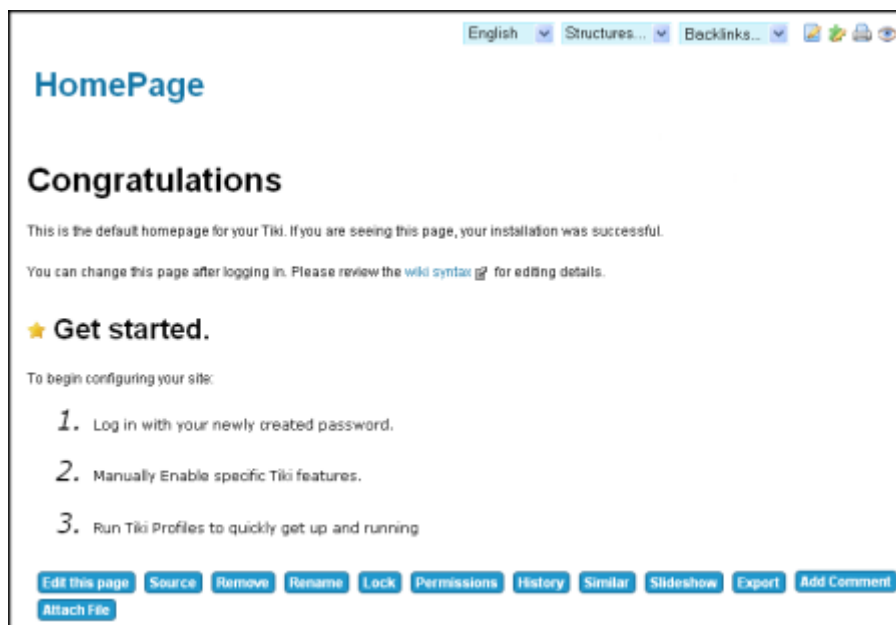 English Structures... Backlinks...
HomePage
Congratulations
This is the default homepage for your Tiki. If you are seeing this page, your installation was successful.
You can change this page after logging in. Please review the wiki syntax for editing details.
Get started.
To begin configuring your site:
1. Log in with your newly created password.
2. Manually Enable specific Tiki features.
3. Run Tiki Profiles to quickly get up and running
Edit this page Source Remove Rename Lock Permissions History Similar Slideshow Export Add Comment
Attach File